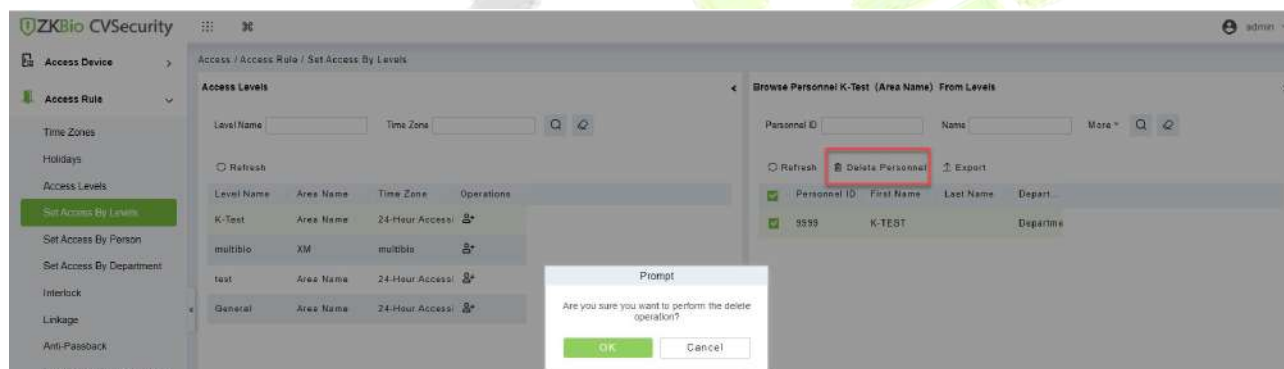 ZKBio CVSecurity
admin
Access Device
Access Rule
Time Zones
Holidays
Access Levels
Set Access By Levels
Set Access By Person
Set Access By Department
Interlock
Linkage
Anti-Passback
Access / Access Rule / Set Access By Levels
Access Levels
Level Name Time Zone
Refresh
Level Name Area Name Time Zone Operations
K-Test Area Name 24-Hour Accessi
multibio XM multibio
test Area Name 24-Hour Accessi
General Area Name 24-Hour Accessi
Browse Personnel K-Test (Area Name) From Levels
Personnel ID Name More
Refresh Delete Personnel Export
Personnel ID First Name Last Name Depart...
9999 K-TEST Departme
Prompt
Are you sure you want to perform the delete
operation?
OK Cancel